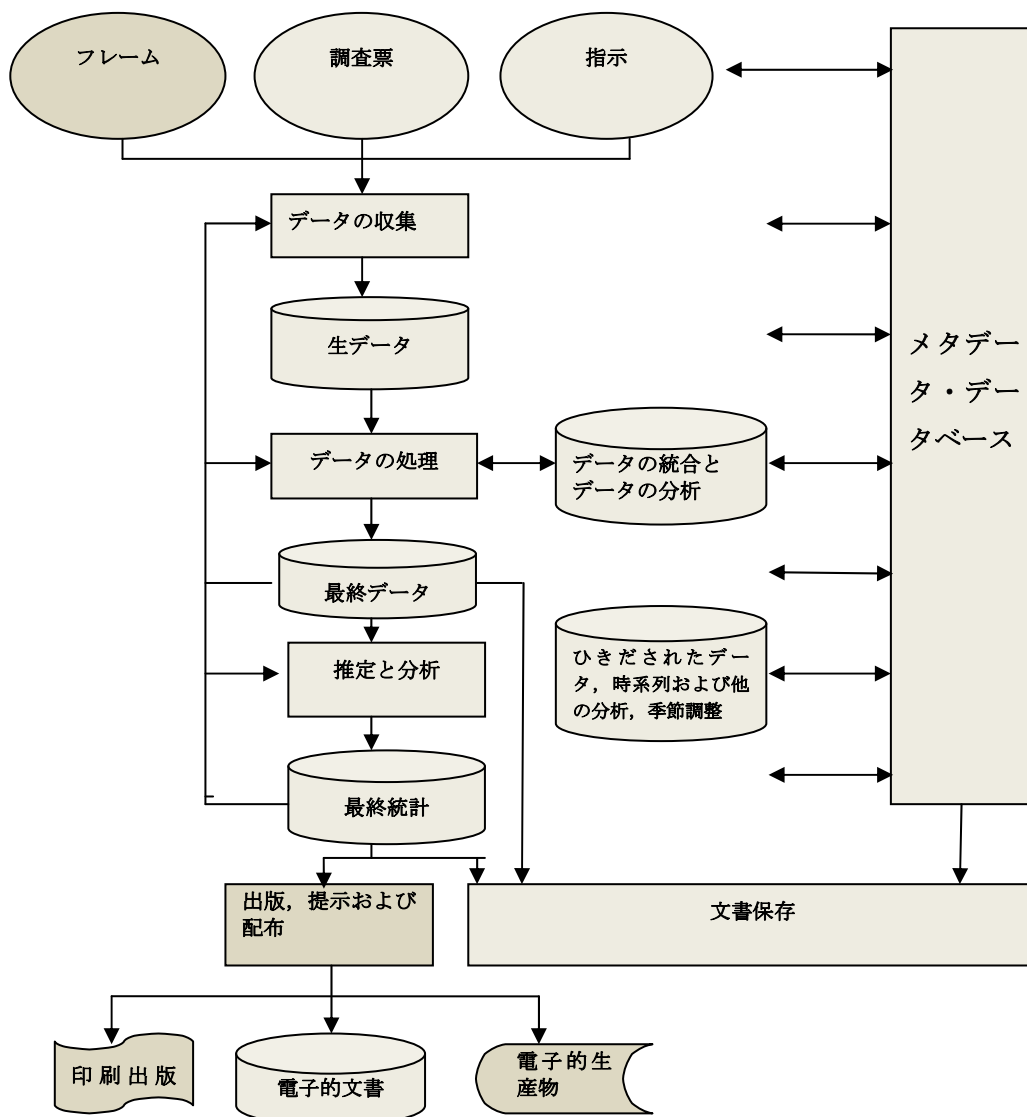 フレーム
調査票
指示
データの収集
生データ
メタデー
タ・デー
タベース
データの処理
データの統合と
データの分析
最終データ
推定と分析
ひきだされたデー
タ，時系列および他
の分析，季節調整
最終統計
出版，提示および
配布
文書保存
印刷出版
電子的文書
電子的生
産物